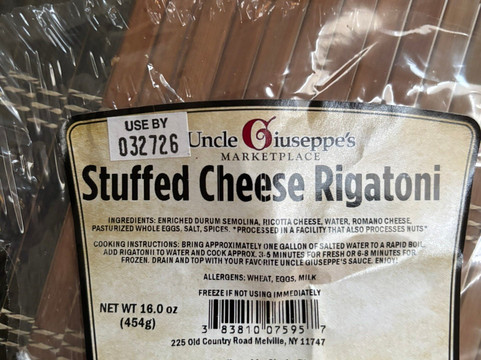 USE BY
032726
Uncle Giuseppe's
MARKETPLACE
Stuffed Cheese Rigatoni
INGREDIENTS: ENRICHED DURUM SEMOLINA, RICOTTA CHEESE, WATER, ROMANO CHEESE,
PASTURIZED WHOLE EGGS, SALT, SPICES. *PROCESSED IN A FACILITY THAT ALSO PROCESSES NUTS*
COOKING INSTRUCTIONS: BRING APPROXIMATELY ONE GALLON OF SALTED WATER TO A RAPID BOIL.
ADD RIGATONI TO WATER AND COOK APPROX. 3-5 MINUTES FOR FRESH OR 6-8 MINUTES FOR
FROZEN. DRAIN AND TOP WITH YOUR FAVORITE UNCLE GIUSEPPE'S SAUCE. ENJOY!
ALLERGENS: WHEAT, EGGS, MILK
FREEZE IF NOT USING IMMEDIATELY
NET WT 16.0 oz
(454g)
3 83810 07595 7
225 Old Country Road Melville, NY 11747